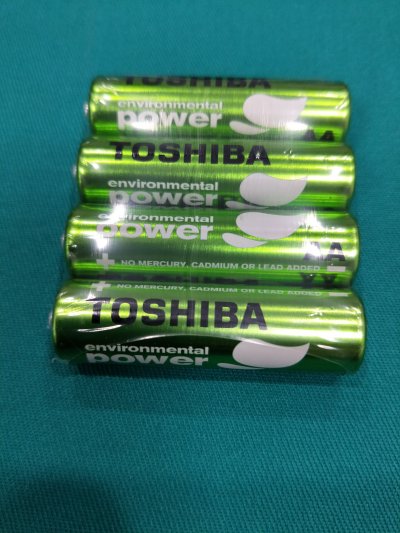 TOSHIBA
environmental
power
AA
TOSHIBA
environmental
power
environmental
power
AA
+ NO MERCURY, CADMIUM OR LEAD ADDED -
AA
+ NO MERCURY, CADMIUM OR LEAD ADDED -
TOSHIBA
environmental
power